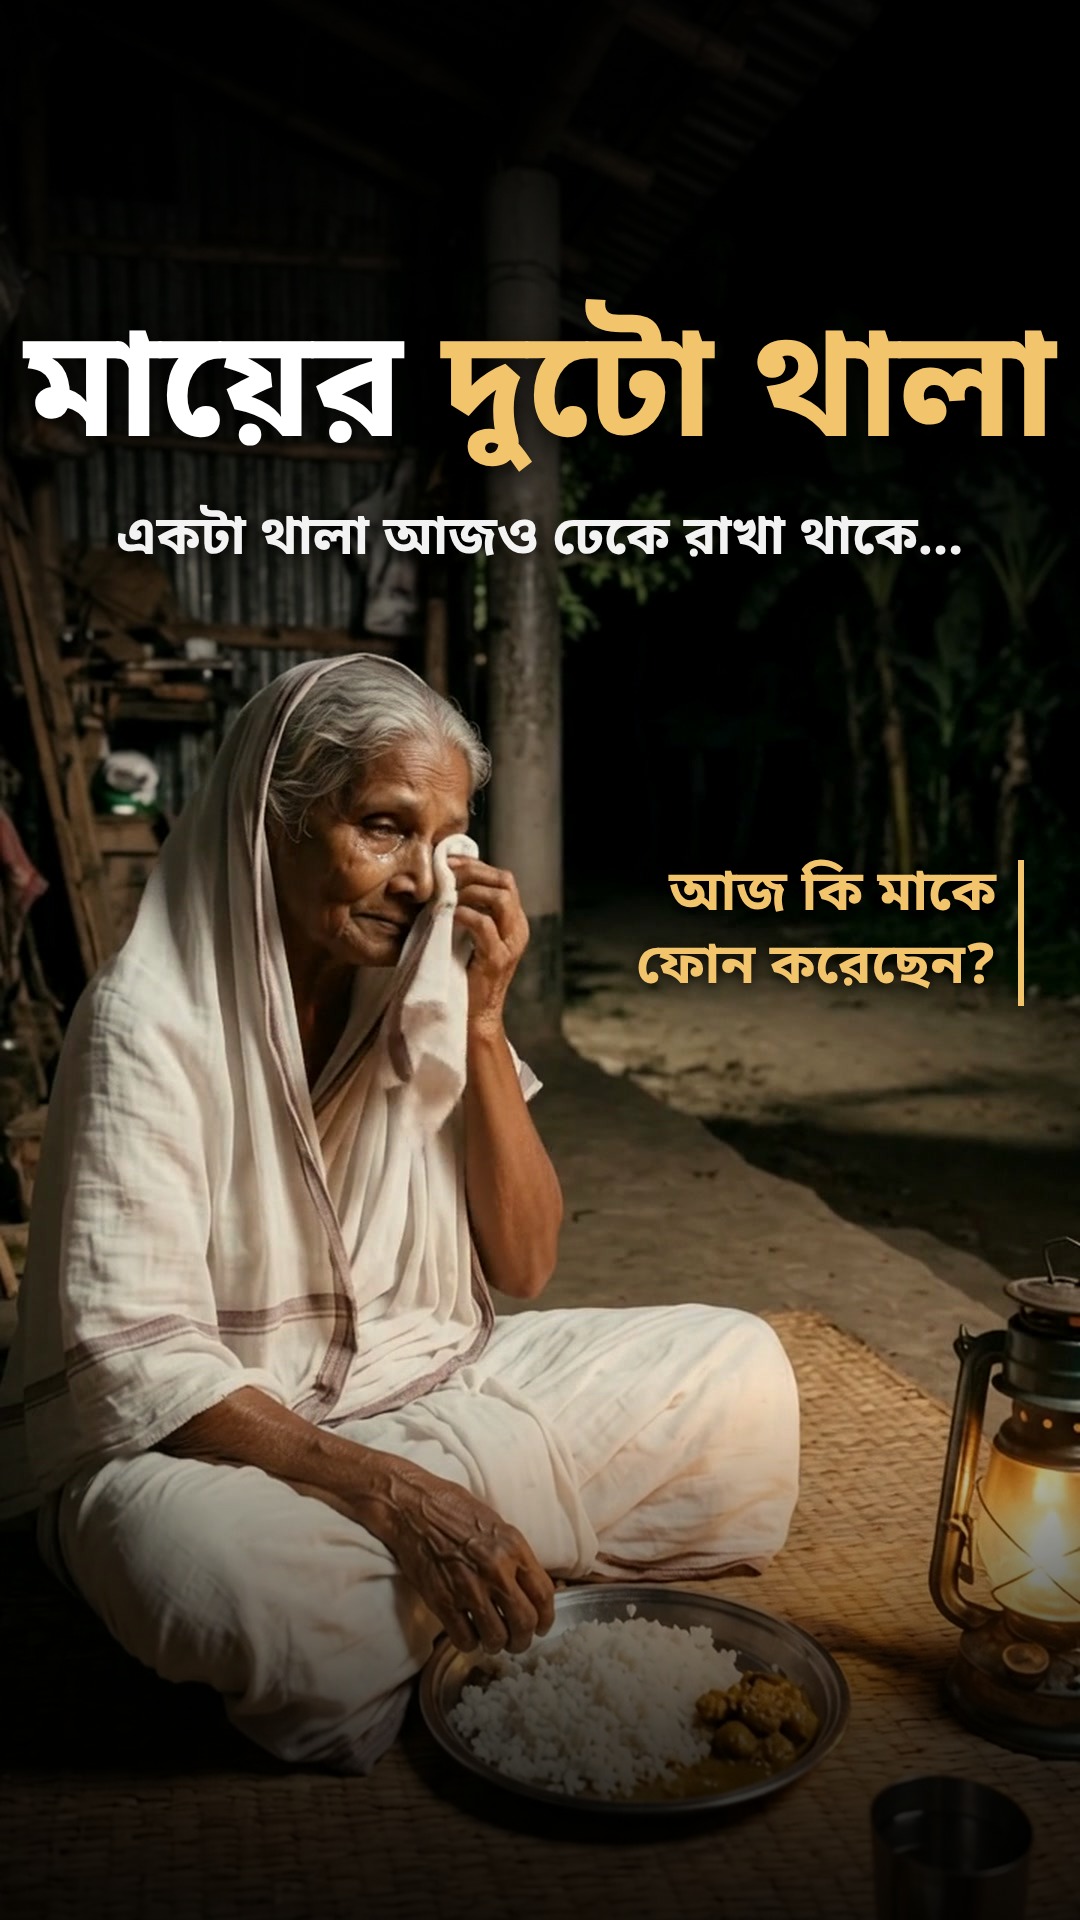 মায়ের দুটো থালা
একটা থালা আজও ঢেকে রাখা থাকে...
আজ কি মাকে
ফোন করেছেন?